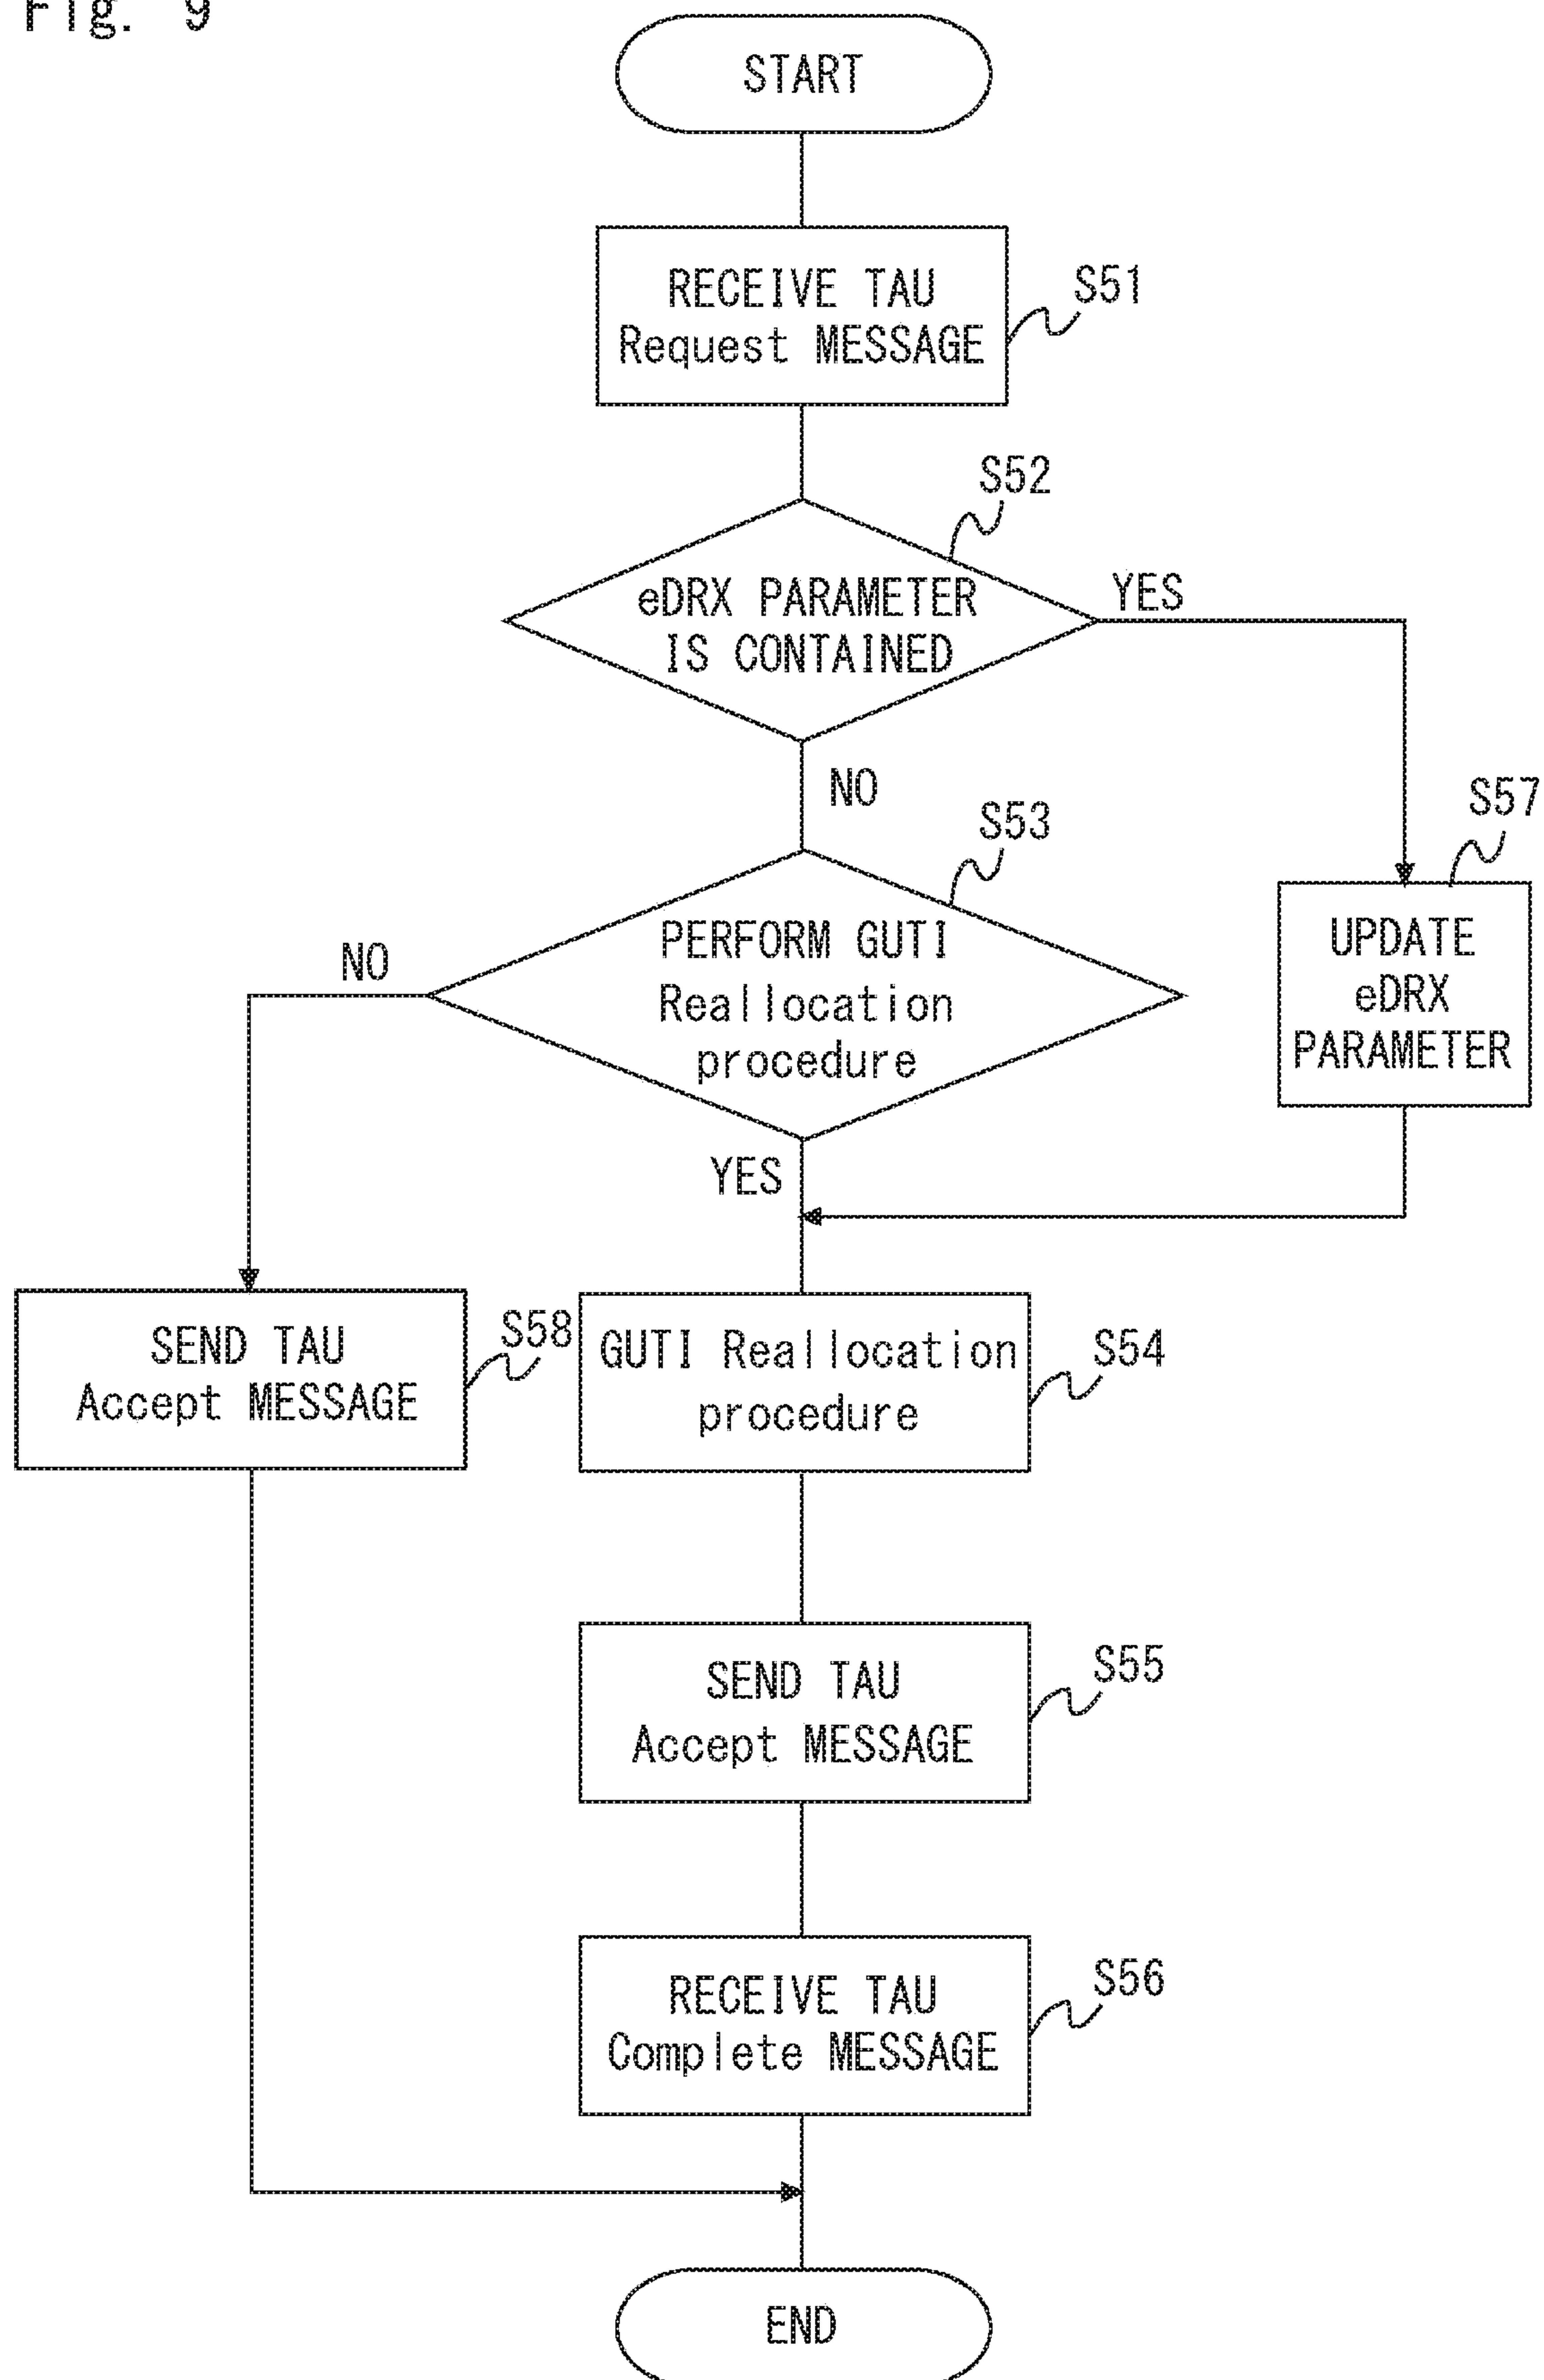 Fig. 9
START
RECEIVE TAU
Request MESSAGE
S51
S52
eDRX PARAMETER
IS CONTAINED
YES
NO
S53
S57
PERFORM GUTI
Reallocation
procedure
NO
YES
UPDATE
eDRX
PARAMETER
SEND TAU
Accept MESSAGE
S58
GUTI Reallocation
procedure
S54
SEND TAU
Accept MESSAGE
S55
RECEIVE TAU
Complete MESSAGE
S56
END